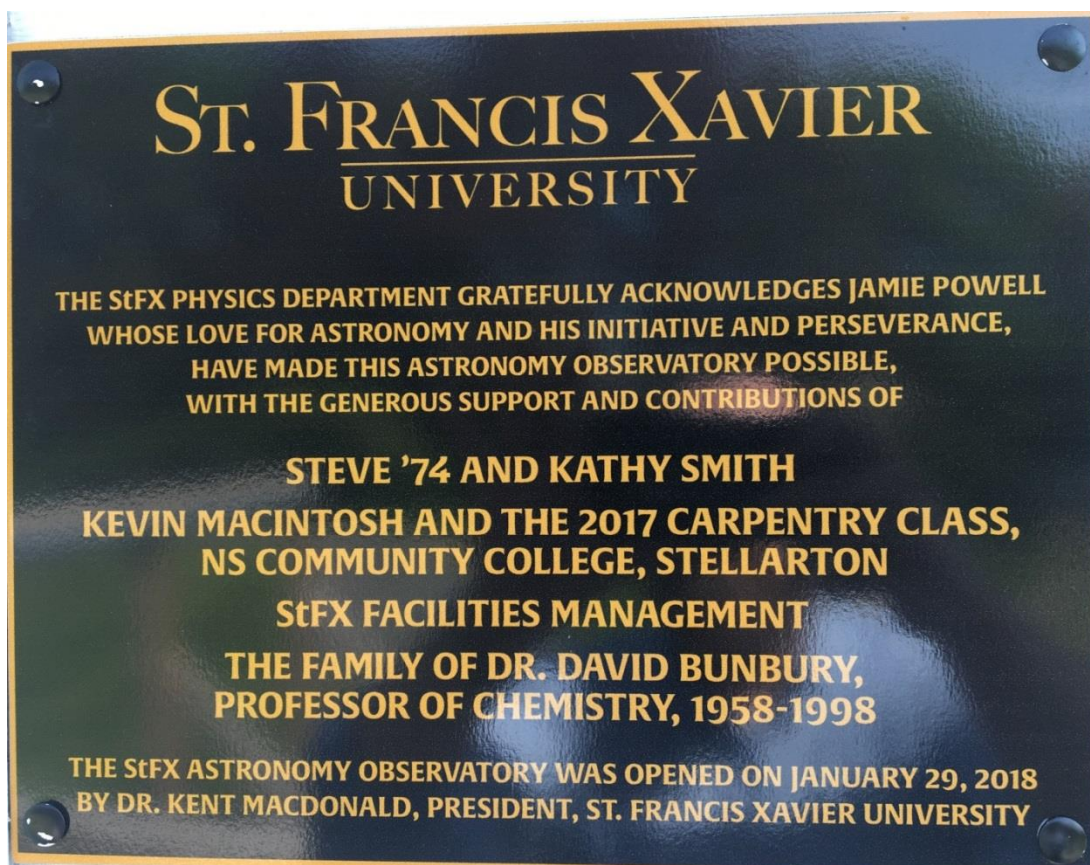 ST. FRANCIS XAVIER
UNIVERSITY
THE StFX PHYSICS DEPARTMENT GRATEFULLY ACKNOWLEDGES JAMIE POWELL
WHOSE LOVE FOR ASTRONOMY AND HIS INITIATIVE AND PERSEVERANCE,
HAVE MADE THIS ASTRONOMY OBSERVATORY POSSIBLE,
WITH THE GENEROUS SUPPORT AND CONTRIBUTIONS OF
STEVE '74 AND KATHY SMITH
KEVIN MACINTOSH AND THE 2017 CARPENTRY CLASS,
NS COMMUNITY COLLEGE, STELLARTON
StFX FACILITIES MANAGEMENT
THE FAMILY OF DR. DAVID BUNBURY,
PROFESSOR OF CHEMISTRY, 1958-1998
THE StFX ASTRONOMY OBSERVATORY WAS OPENED ON JANUARY 29, 2018
BY DR. KENT MACDONALD, PRESIDENT, ST. FRANCIS XAVIER UNIVERSITY